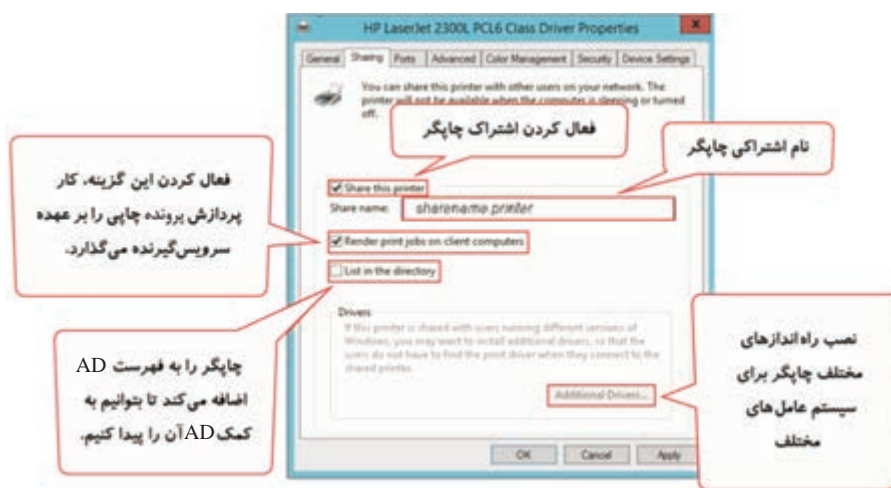 HP LaserJet 2300L PCL6 Class Driver Properties
General Sharing Ports Advanced Color Management Security Device Settings
You can share this printer with other users on your network. The
printer will not be available when the computer is sleeping or turned
off.
فعال کردن اشتراک چاپگر
نام اشتراکی چاپگر
Share this printer
Share name: sharename printer
فعال کردن این گزینه، کار
پردازش پرونده چاپی را بر عهده
سرویس‌گیرنده می‌گذارد.
Render print jobs on client computers
List in the directory
چاپگر را به فهرست AD
اضافه می‌کند تا بتوانیم به
کمک AD آن را پیدا کنیم.
Drivers
If this printer is shared with users running different versions of
Windows, you may want to install additional drivers, so that the
users do not have to find the print driver when they connect to the
shared printer.
Additional Drivers...
نصب راه‌اندازهای
مختلف چاپگر برای
سیستم عامل‌های
مختلف
OK Cancel Apply